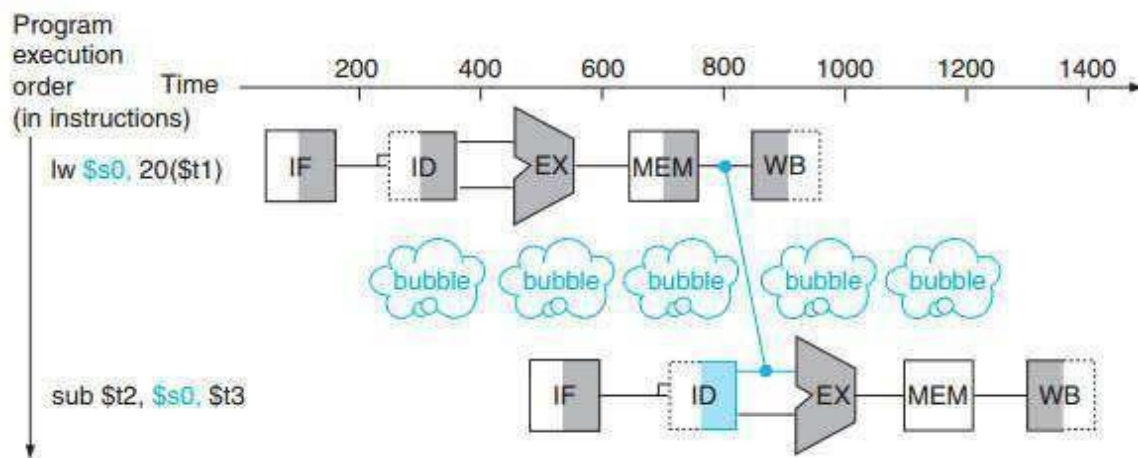 Program
execution
order
(in instructions)
Time
200 400 600 800 1000 1200 1400
lw $s0, 20($t1)
IF ID EX MEM WB
bubble bubble bubble bubble bubble
sub $t2, $s0, $t3
IF ID EX MEM WB